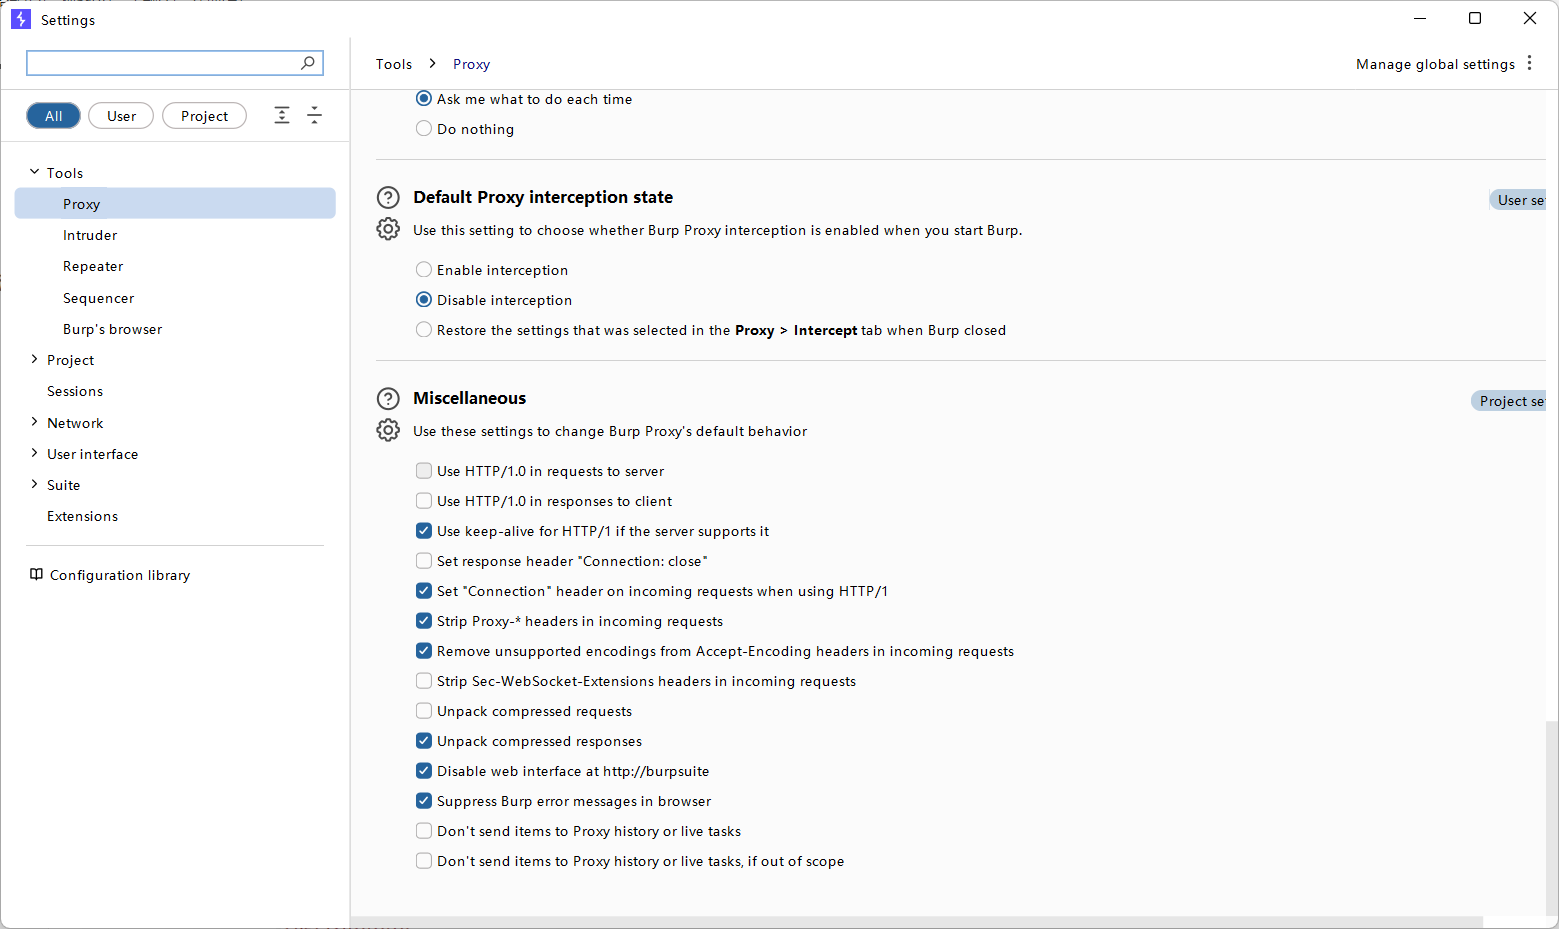 Settings
Tools > Proxy
Manage global settings
All
User
Project
Tools
Proxy
Intruder
Repeater
Sequencer
Burp's browser
Project
Sessions
Network
User interface
Suite
Extensions
Configuration library
Ask me what to do each time
Do nothing
Default Proxy interception state
User se
Use this setting to choose whether Burp Proxy interception is enabled when you start Burp.
Enable interception
Disable interception
Restore the settings that was selected in the Proxy > Intercept tab when Burp closed
Miscellaneous
Project se
Use these settings to change Burp Proxy's default behavior
Use HTTP/1.0 in requests to server
Use HTTP/1.0 in responses to client
Use keep-alive for HTTP/1 if the server supports it
Set response header "Connection: close"
Set "Connection" header on incoming requests when using HTTP/1
Strip Proxy-* headers in incoming requests
Remove unsupported encodings from Accept-Encoding headers in incoming requests
Strip Sec-WebSocket-Extensions headers in incoming requests
Unpack compressed requests
Unpack compressed responses
Disable web interface at http://burpsuite
Suppress Burp error messages in browser
Don't send items to Proxy history or live tasks
Don't send items to Proxy history or live tasks, if out of scope